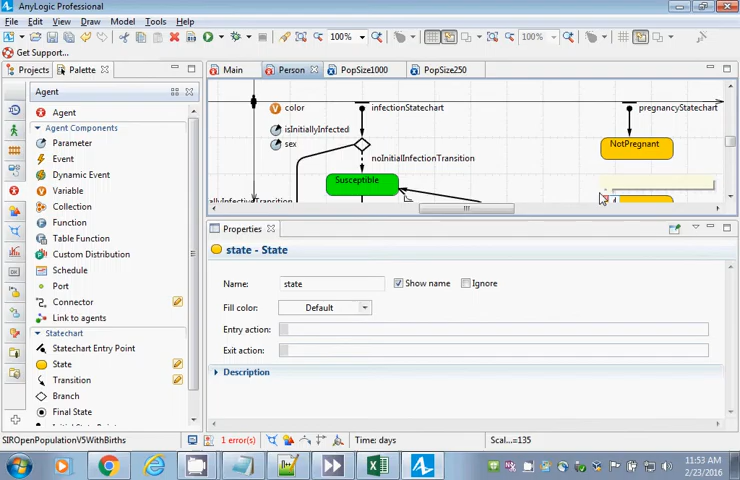 AnyLogic Professional
File Edit View Draw Model Tools Help
100%
100%
Get Support...
Projects Palette
Main Person PopSize1000 PopSize250
Agent
Agent
Agent Components
Parameter
Event
Dynamic Event
Variable
Collection
Function
Table Function
Custom Distribution
Schedule
Port
Connector
Link to agents
Statechart
Statechart Entry Point
State
Transition
Branch
Final State
color
infectionStatechart
pregnancyStatechart
isInitiallyInfected
sex
NotPregnant
noInitialInfectionTransition
Susceptible
Properties
state - State
Name: state Show name Ignore
Fill color: Default
Entry action:
Exit action:
Description
SIROpenPopulationV5WithBirths
1 error(s)
Time: days
Scal...=135
11:53 AM
2/23/2016